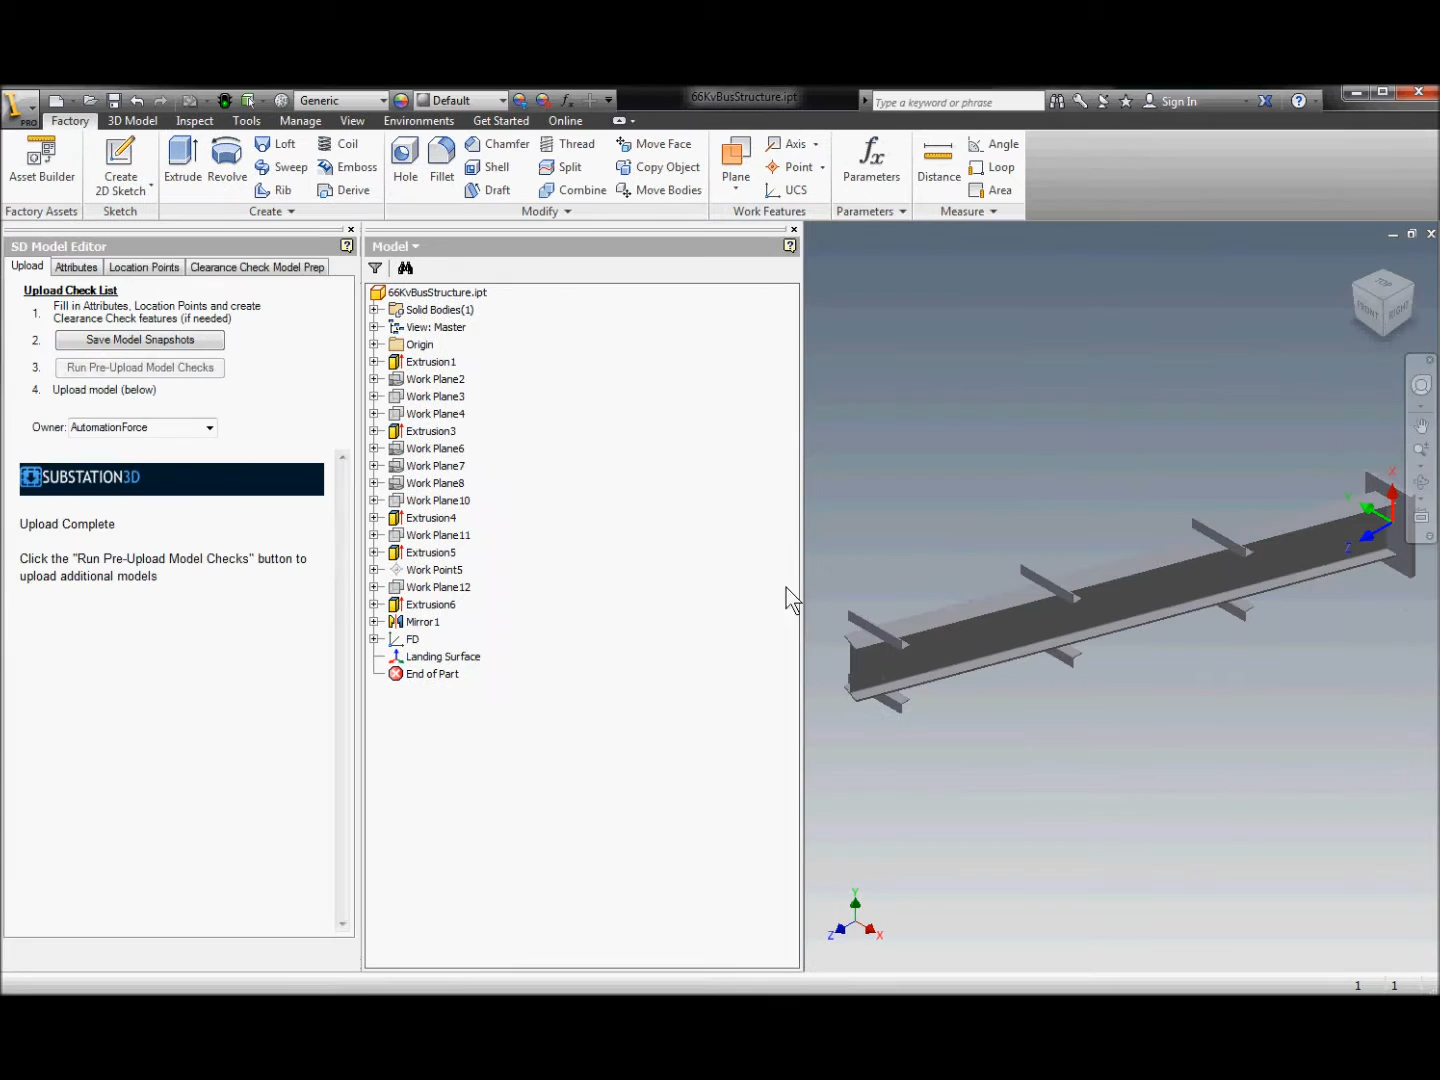 PRO
Generic
Default
66KvBusStructure.ipt
Type a keyword or phrase
Sign In
Factory
3D Model
Inspect
Tools
Manage
View
Environments
Get Started
Online
Asset Builder
Create
2D Sketch
Extrude
Revolve
Loft
Sweep
Rib
Coil
Emboss
Derive
Hole
Fillet
Chamfer
Shell
Draft
Thread
Split
Combine
Move Face
Copy Object
Move Bodies
Plane
Axis
Point
UCS
fx
Parameters
Distance
Angle
Loop
Area
Factory Assets
Sketch
Create
Modify
Work Features
Parameters
Measure
SD Model Editor
Upload
Attributes
Location Points
Clearance Check Model Prep
Upload Check List
1. Fill in Attributes, Location Points and create
Clearance Check features (if needed)
2. Save Model Snapshots
3. Run Pre-Upload Model Checks
4. Upload model (below)
Owner: AutomationForce
SUBSTATION3D
Upload Complete
Click the "Run Pre-Upload Model Checks" button to
upload additional models
Model
66KvBusStructure.ipt
Solid Bodies(1)
View: Master
Origin
Extrusion1
Work Plane2
Work Plane3
Work Plane4
Extrusion3
Work Plane6
Work Plane7
Work Plane8
Work Plane10
Extrusion4
Work Plane11
Extrusion5
Work Point5
Work Plane12
Extrusion6
Mirror1
FD
Landing Surface
End of Part
TOP
FRONT
RIGHT
X
Y
Z
Y
Z
X
1 1